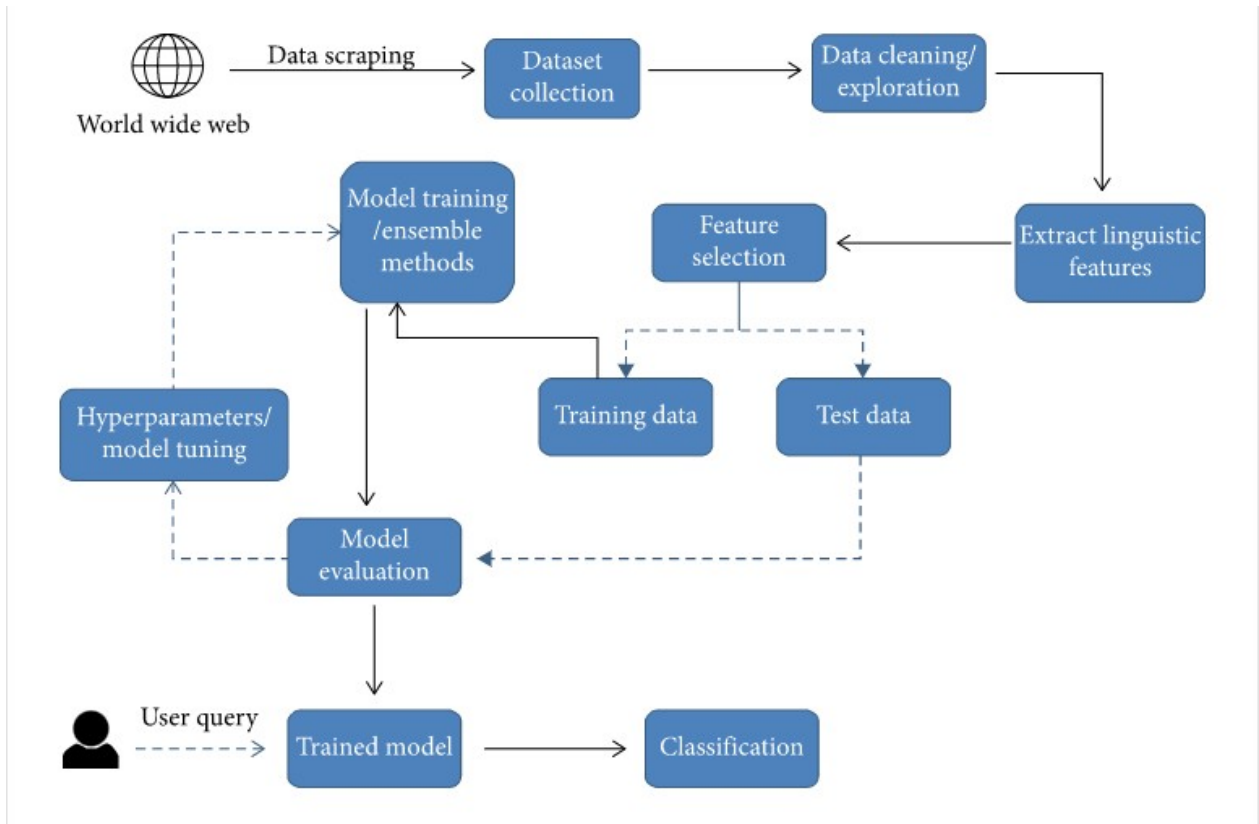 Data scraping
World wide web
Dataset
collection
Data cleaning/
exploration
Model training
/ensemble
methods
Feature
selection
Extract linguistic
features
Hyperparameters/
model tuning
Training data
Test data
Model
evaluation
User query
Trained model
Classification